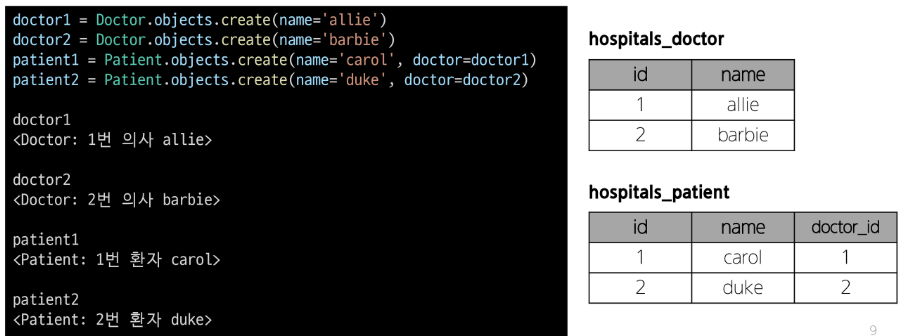 doctor1 = Doctor.objects.create(name='allie')
doctor2 = Doctor.objects.create(name='barbie')
patient1 = Patient.objects.create(name='carol', doctor=doctor1)
patient2 = Patient.objects.create(name='duke', doctor=doctor2)
doctor1
<Doctor: 1번 의사 allie>
doctor2
<Doctor: 2번 의사 barbie>
patient1
<Patient: 1번 환자 carol>
patient2
<Patient: 2번 환자 duke>
hospitals_doctor
id name
1 allie
2 barbie
hospitals_patient
id name doctor_id
1 carol 1
2 duke 2
9